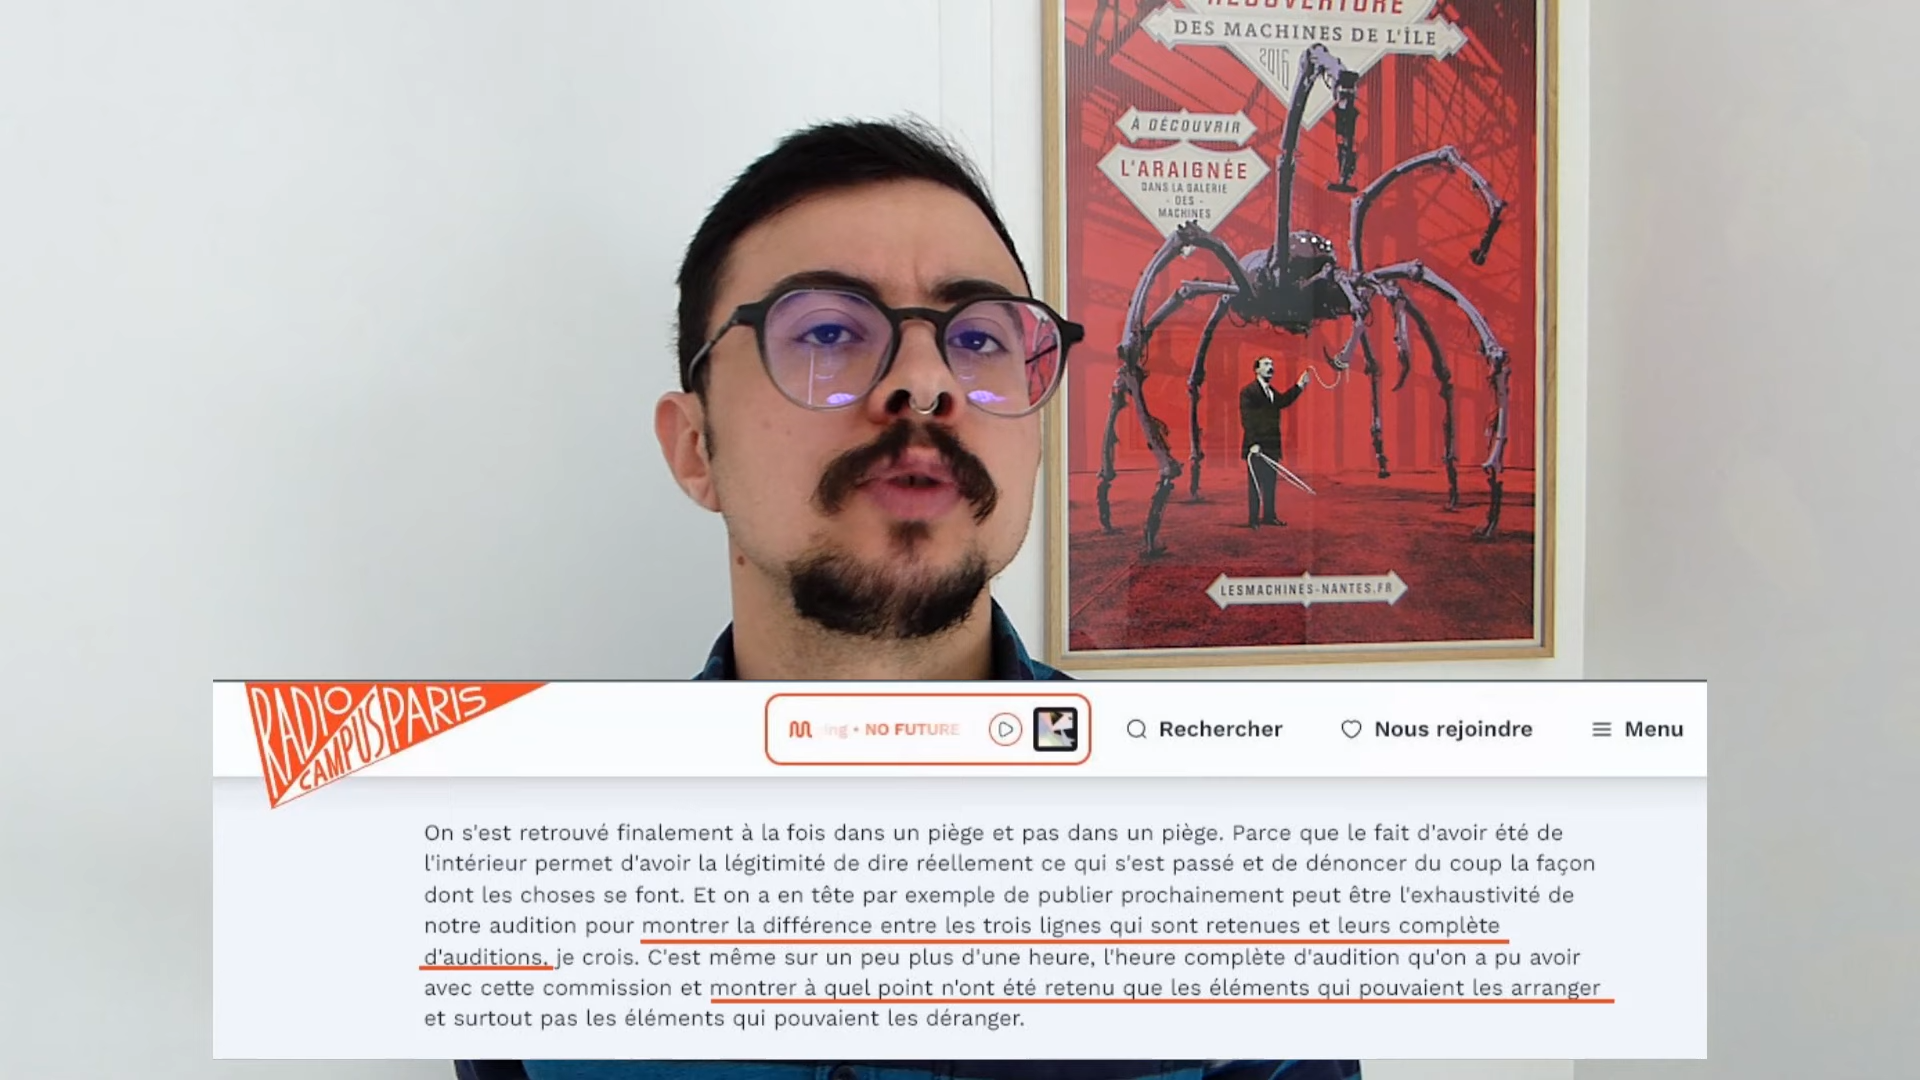 RÉOUVERTURE
DES MACHINES DE L'ÎLE
2016
À DÉCOUVRIR
L'ARAIGNÉE
DANS LA GALERIE
- DES -
MACHINES
LESMACHINES-NANTES.FR
RADIO
CAMPUS
PARIS
ing • NO FUTURE
Rechercher
Nous rejoindre
Menu
On s'est retrouvé finalement à la fois dans un piège et pas dans un piège. Parce que le fait d'avoir été de
l'intérieur permet d'avoir la légitimité de dire réellement ce qui s'est passé et de dénoncer du coup la façon
dont les choses se font. Et on a en tête par exemple de publier prochainement peut être l'exhaustivité de
notre audition pour montrer la différence entre les trois lignes qui sont retenues et leurs complète
d'auditions, je crois. C'est même sur un peu plus d'une heure, l'heure complète d'audition qu'on a pu avoir
avec cette commission et montrer à quel point n'ont été retenu que les éléments qui pouvaient les arranger
et surtout pas les éléments qui pouvaient les déranger.